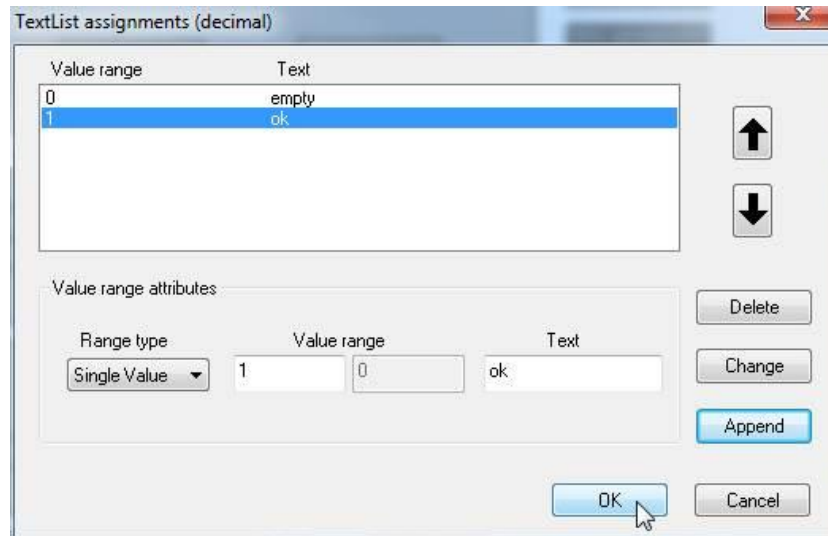 TextList assignments (decimal)
Value range Text
0 empty
1 ok
Value range attributes
Range type Value range Text
Single Value 1 0 ok
Delete
Change
Append
OK Cancel